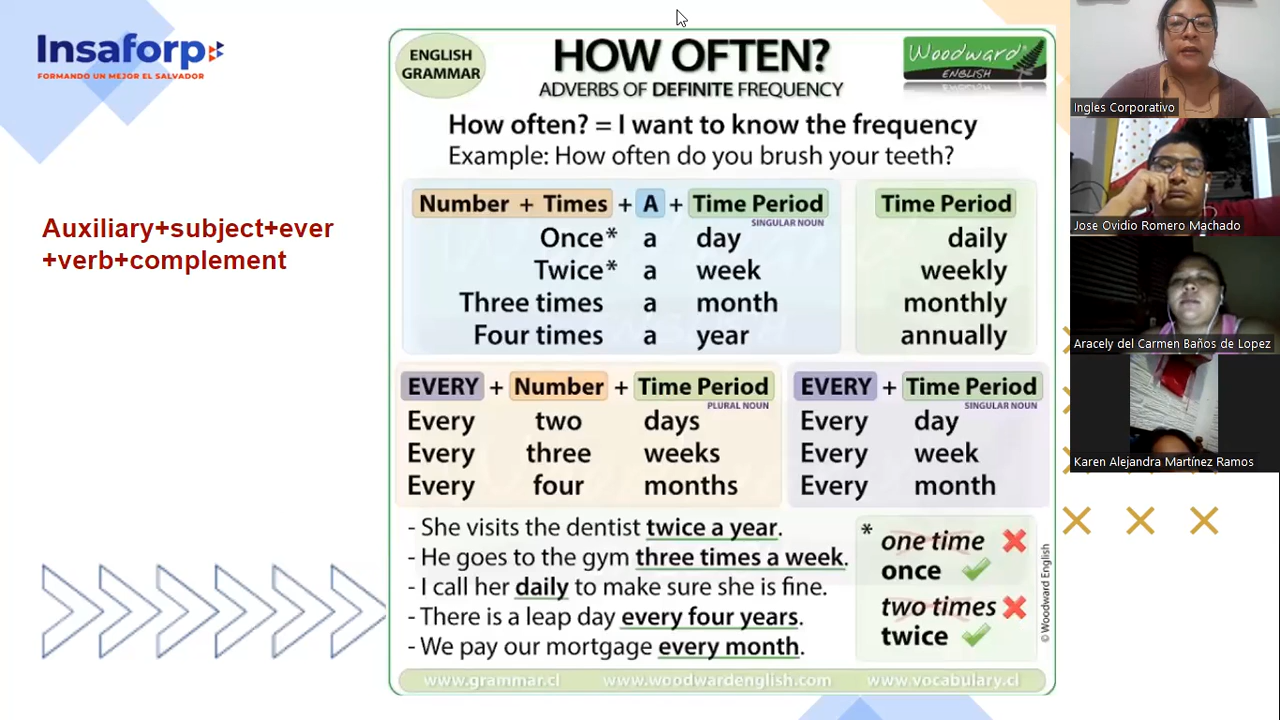 Insaforp
FORMANDO UN MEJOR EL SALVADOR
Auxiliary+subject+ever
+verb+complement
ENGLISH
GRAMMAR
HOW OFTEN?
ADVERBS OF DEFINITE FREQUENCY
Woodward
ENGLISH
How often? = I want to know the frequency
Example: How often do you brush your teeth?
Number + Times + A + Time Period
SINGULAR NOUN
Once* a day
Twice* a week
Three times a month
Four times a year
Time Period
daily
weekly
monthly
annually
EVERY + Number + Time Period
PLURAL NOUN
Every two days
Every three weeks
Every four months
EVERY + Time Period
SINGULAR NOUN
Every day
Every week
Every month
- She visits the dentist twice a year.
- He goes to the gym three times a week.
- I call her daily to make sure she is fine.
- There is a leap day every four years.
- We pay our mortgage every month.
* one time
once
two times
twice
© Woodward English
www.grammar.cl www.woodwardenglish.com www.vocabulary.cl
Ingles Corporativo
Jose Ovidio Romero Machado
Aracely del Carmen Baños de Lopez
Karen Alejandra Martínez Ramos